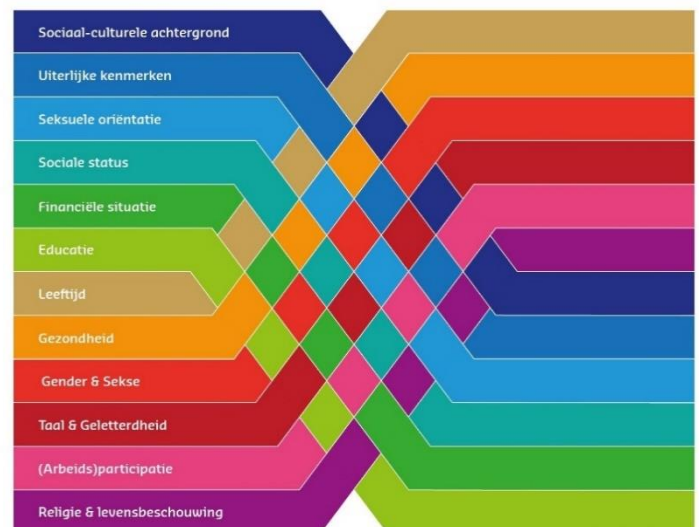 Sociaal-culturele achtergrond
Uiterlijke kenmerken
Seksuele oriëntatie
Sociale status
Financiële situatie
Educatie
Leeftijd
Gezondheid
Gender & Sekse
Taal & Geletterdheid
(Arbeids)participatie
Religie & levensbeschouwing